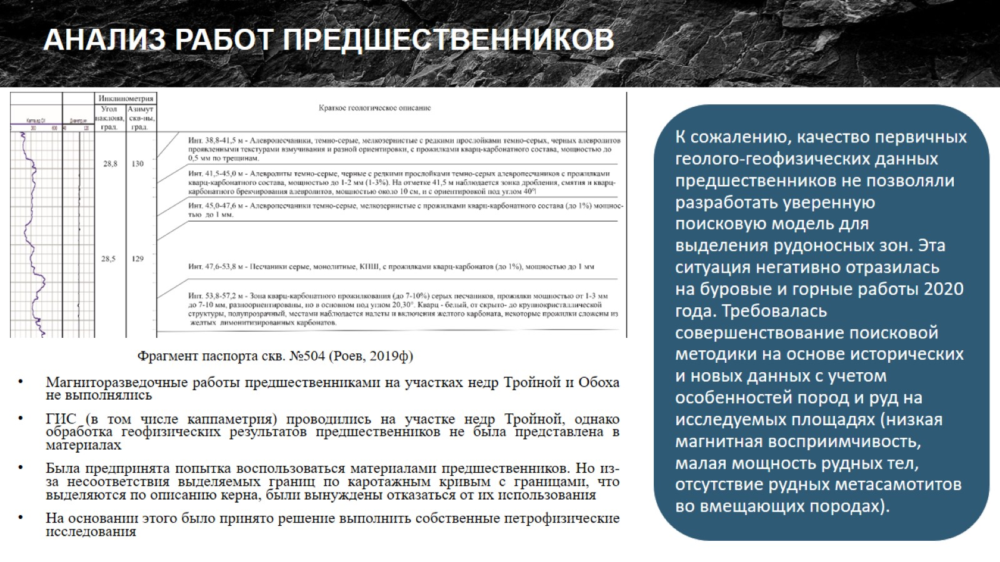 АНАЛИЗ РАБОТ ПРЕДШЕСТВЕННИКОВ
Инклинометрия
Краткое геологическое описание
Угол
наклона,
град.
Азимут
скв-ны,
град.
300
600
120
Инт. 38,8-41,5 м - Алевропесчаники, темно-серые, мелкозернистые с редкими прослойками темно-серых, черных алевролитов
проявленными текстурами взмучивания и разной ориентировки, с прожилками кварц-карбонатного состава, мощностью до
0,5 мм по трещинам.
28,8
130
Инт. 41,5-45,0 м - Алевролиты темно-серые, черные с редкими прослойками темно-серых алевропесчаников с прожилками
кварц-карбонатного состава, мощностью до 1-2 мм (1-3%). На отметке 41,5 м наблюдается зонка дробления, смятия и кварц-
карбонатного брекчирования алевролитов, мощностью около 10 см, и с ориентировкой под углом 40°
Инт. 45,0-47,6 м - Алевропесчаники темно-серые, мелкозернистые с прожилками кварц-карбонатного состава (до 1%) мощнос-
тью до 1 мм.
28,5
129
Инт. 47,6-53,8 м - Песчаники серые, монолитные, КПШ, с прожилками кварц-карбонатов (до 1%), мощностью до 1 мм
Инт. 53,8-57,2 м - Зона кварц-карбонатного прожилкования (до 7-10%) серых песчаников, прожилки мощностью от 1-3 мм
до 7-10 мм, разноориентированы, но в основном под углом 20,30°. Кварц - белый, от скрыто- до крупнокристаллической
структуры, полупрозрачный, местами наблюдается налеты и включения желтого карбоната, некоторые прожилки сложены из
желтых лимонитизированных карбонатов.
Фрагмент паспорта скв. №504 (Роев, 2019ф)
• Магниторазведочные работы предшественниками на участках недр Тройной и Обоха
не выполнялись
• ГИС (в том числе каппаметрия) проводились на участке недр Тройной, однако
обработка геофизических результатов предшественников не была представлена в
материалах
• Была предпринята попытка воспользоваться материалами предшественников. Но из-
за несоответствия выделяемых границ по каротажным кривым с границами, что
выделяются по описанию керна, были вынуждены отказаться от их использования
• На основании этого было принято решение выполнить собственные петрофизические
исследования
К сожалению, качество первичных
геолого-геофизических данных
предшественников не позволяли
разработать уверенную
поисковую модель для
выделения рудоносных зон. Эта
ситуация негативно отразилась
на буровые и горные работы 2020
года. Требовалась
совершенствование поисковой
методики на основе исторических
и новых данных с учетом
особенностей пород и руд на
исследуемых площадях (низкая
магнитная восприимчивость,
малая мощность рудных тел,
отсутствие рудных метасамотитов
во вмещающих породах).